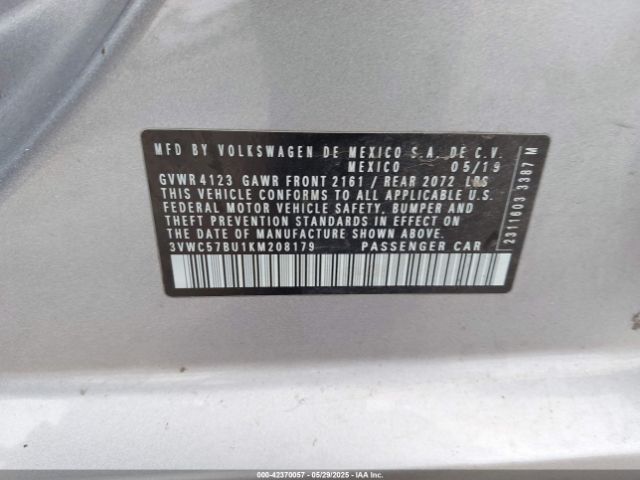 MFD BY VOLKSWAGEN DE MEXICO S.A. DE C.V.
MEXICO 05/19
GVWR 4123 GAWR FRONT 2161 / REAR 2072 LBS
THIS VEHICLE CONFORMS TO ALL APPLICABLE U.S.
FEDERAL MOTOR VEHICLE SAFETY, BUMPER AND
THEFT PREVENTION STANDARDS IN EFFECT ON
THE DATE OF MANUFACTURE SHOWN ABOVE.
3VWC57BU1KM208179 PASSENGER CAR
2311603 3387 M
000-42370057 - 05/29/2025 - ©IAA Holdings, LLC